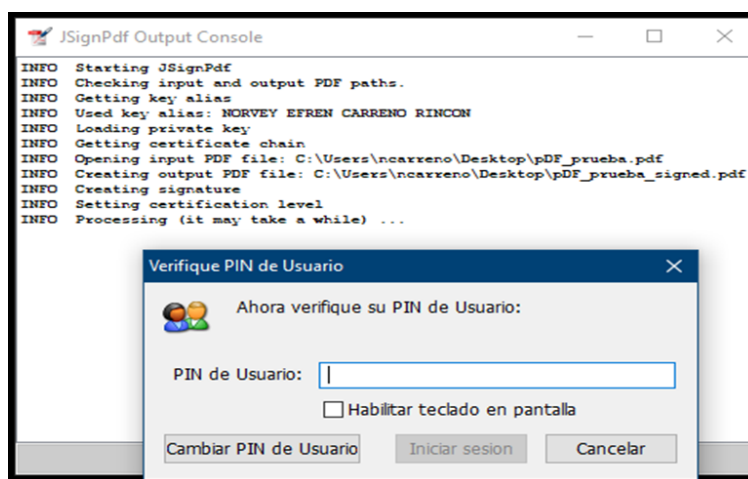 JSignPdf Output Console
INFO Starting JSignPdf
INFO Checking input and output PDF paths.
INFO Getting key alias
INFO Used key alias: NORVEY EFREN CARRENO RINCON
INFO Loading private key
INFO Getting certificate chain
INFO Opening input PDF file: C:\Users\ncarreno\Desktop\pDF_prueba.pdf
INFO Creating output PDF file: C:\Users\ncarreno\Desktop\pDF_prueba_signed.pdf
INFO Creating signature
INFO Setting certification level
INFO Processing (it may take a while) ...
Verifique PIN de Usuario
Ahora verifique su PIN de Usuario:
PIN de Usuario:
Habilitar teclado en pantalla
Cambiar PIN de Usuario Iniciar sesion Cancelar